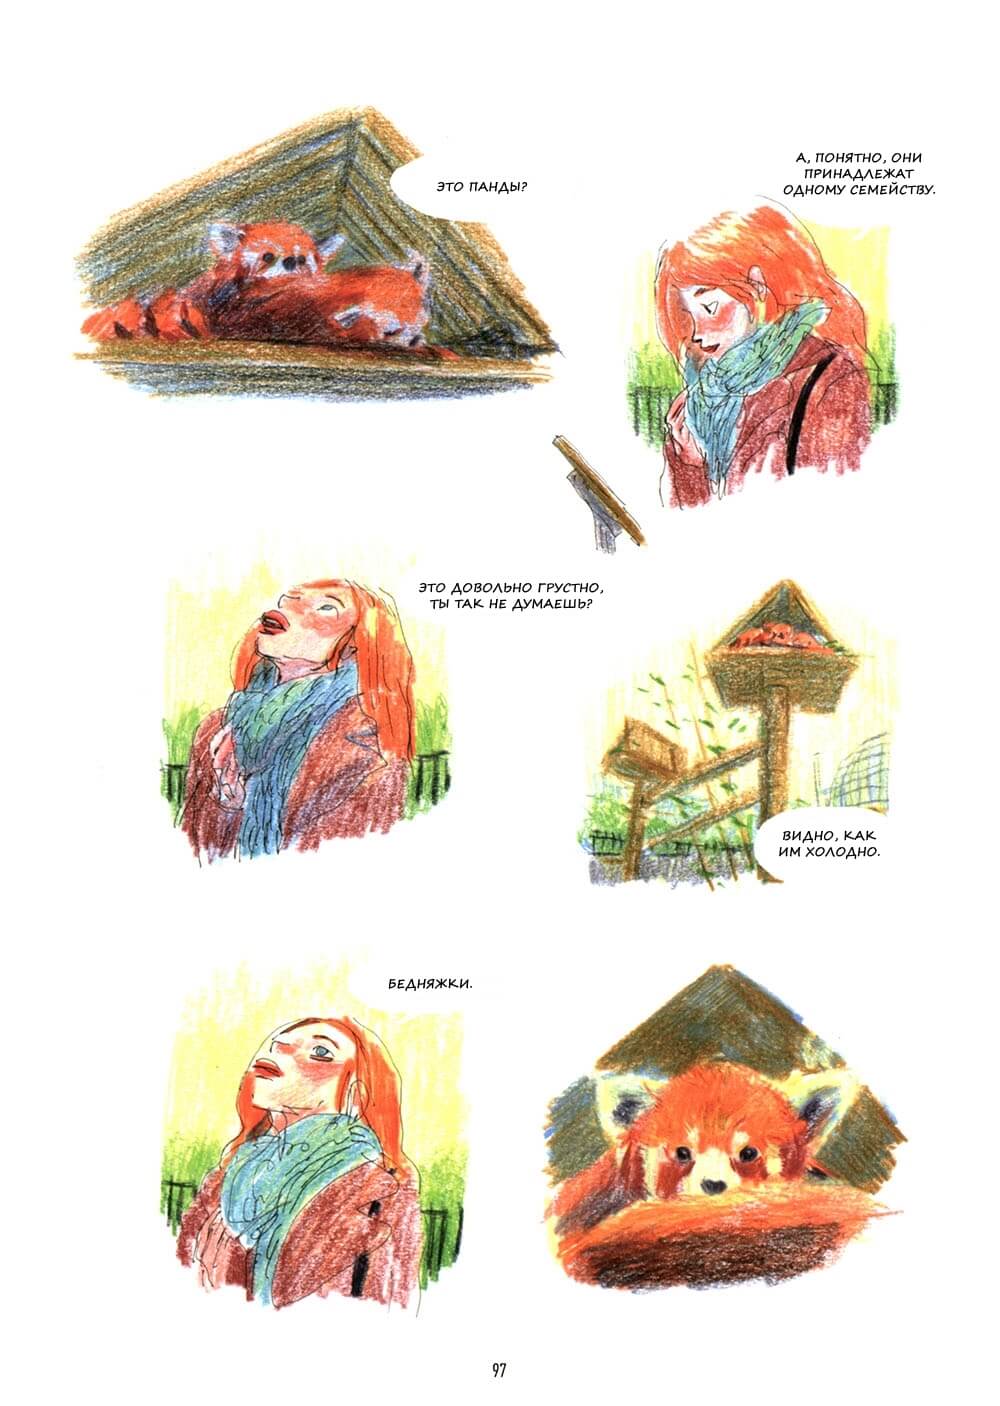 ЭТО ПАНДЫ?
А, ПОНЯТНО, ОНИ
ПРИНАДЛЕЖАТ
ОДНОМУ СЕМЕЙСТВУ.
ЭТО ДОВОЛЬНО ГРУСТНО,
ТЫ ТАК НЕ ДУМАЕШЬ?
ВИДНО, КАК
ИМ ХОЛОДНО.
БЕДНЯЖКИ.
97